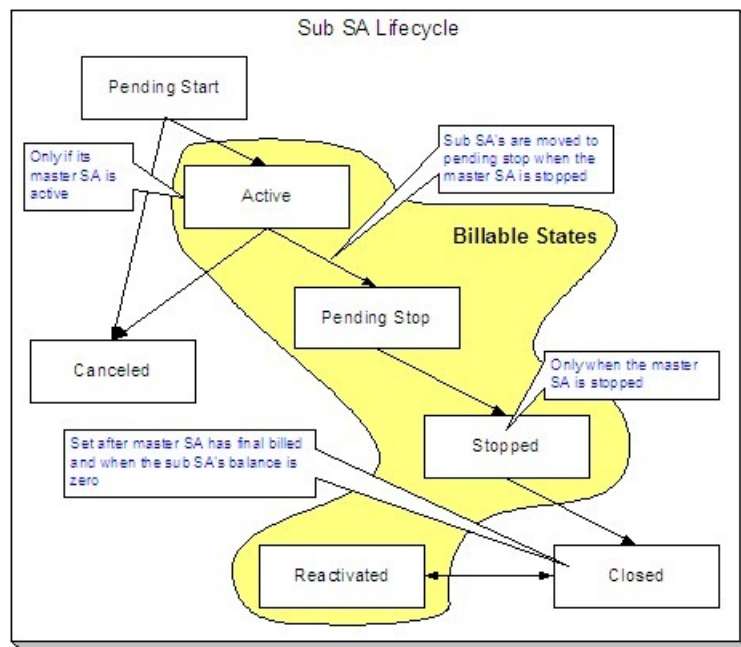 Sub SA Lifecycle
Pending Start
Only if its
master SA is
active
Sub SA's are moved to
pending stop when the
master SA is stopped
Active
Billable States
Pending Stop
Canceled
Only when the master
SA is stopped
Set after master SA has final billed
and when the sub SA's balance is
zero
Stopped
Reactivated
Closed